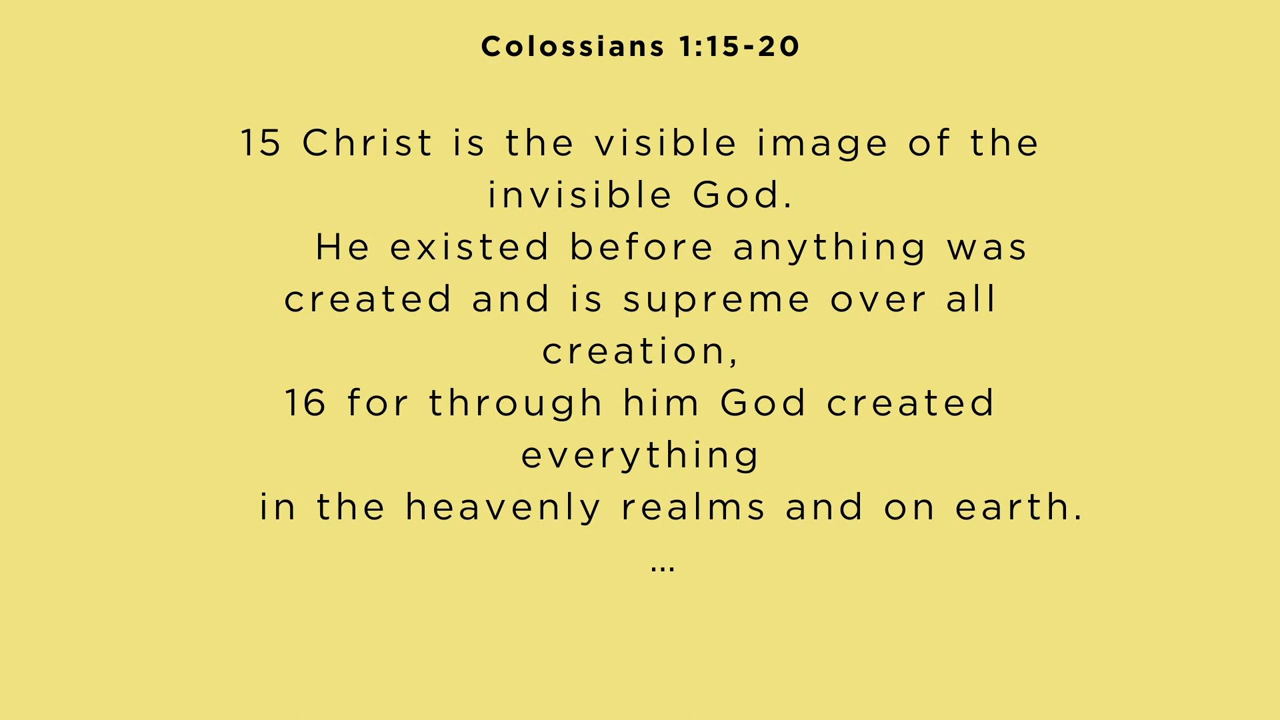 Colossians 1:15-20
15 Christ is the visible image of the
invisible God.
He existed before anything was
created and is supreme over all
creation,
16 for through him God created
everything
in the heavenly realms and on earth.
...